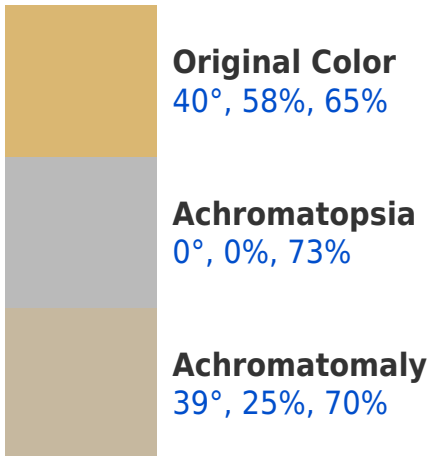 Original Color
40°, 58%, 65%
Achromatopsia
0°, 0%, 73%
Achromatomaly
39°, 25%, 70%